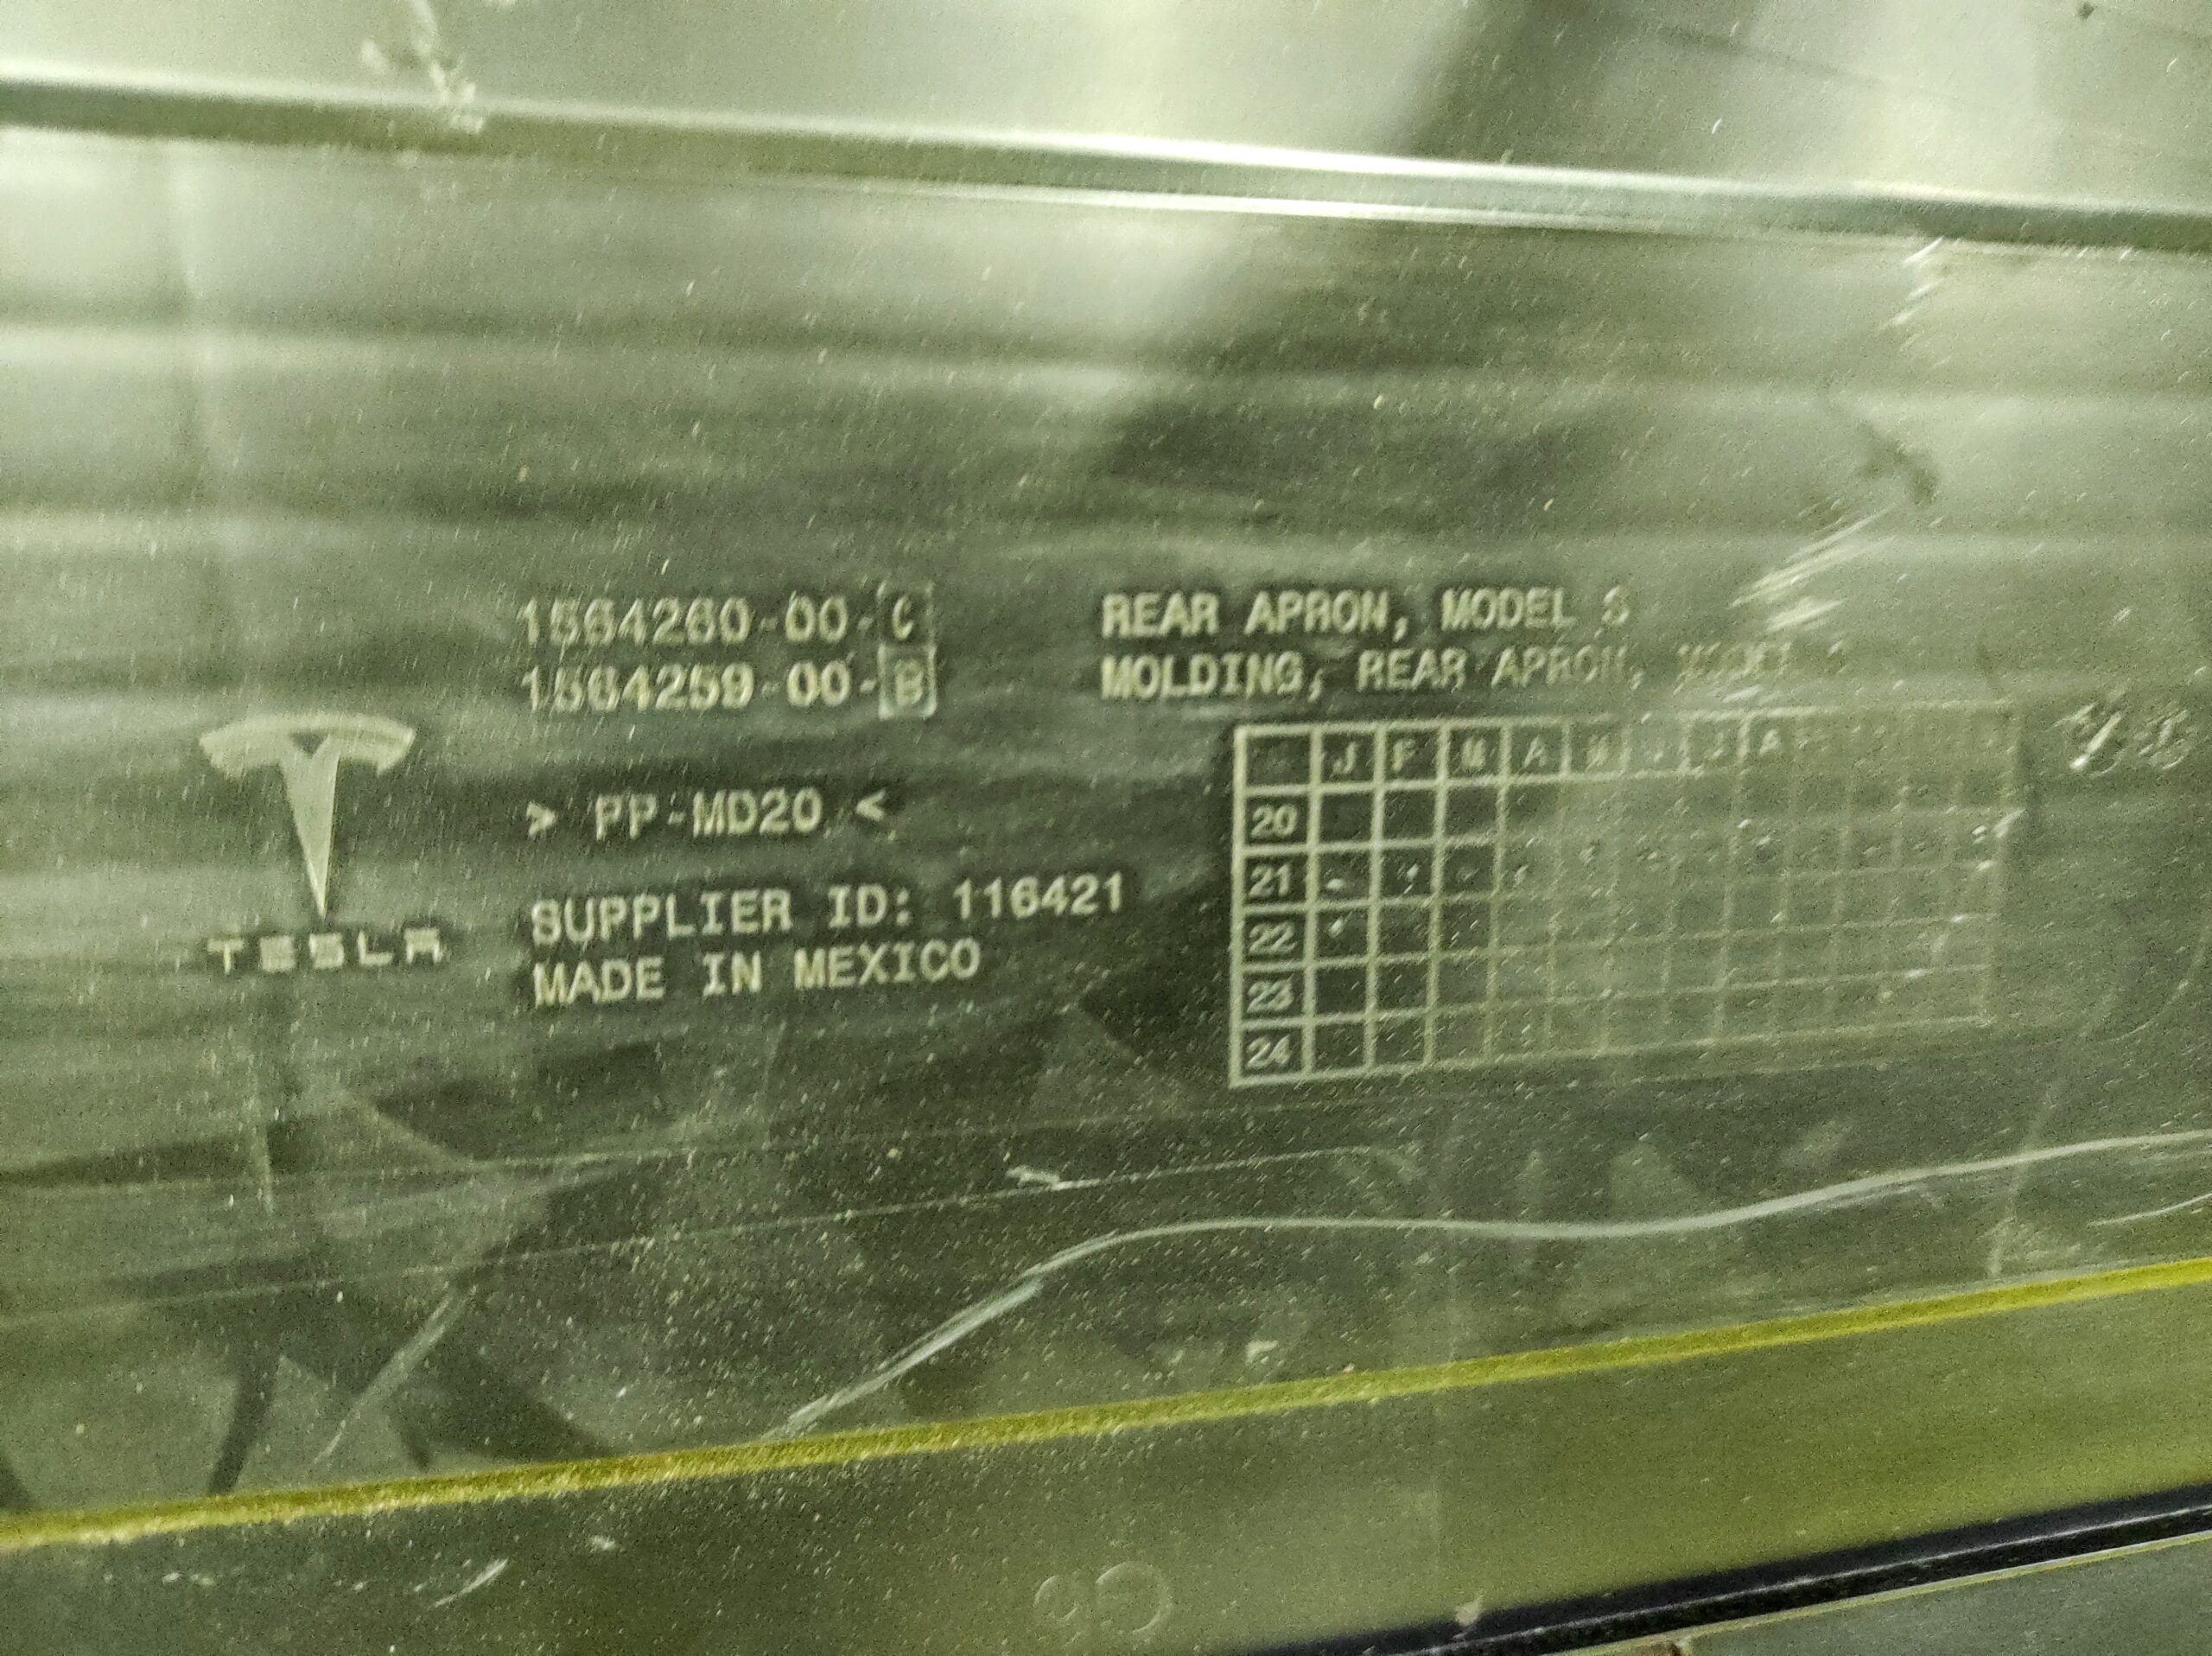 1564260-00-C
1564259-00-B
REAR APRON, MODEL S
MOLDING, REAR APRON,
TESLA
> PP-MD20 <
SUPPLIER ID: 116421
MADE IN MEXICO
J F M A M J J A
20
21
22
23
24